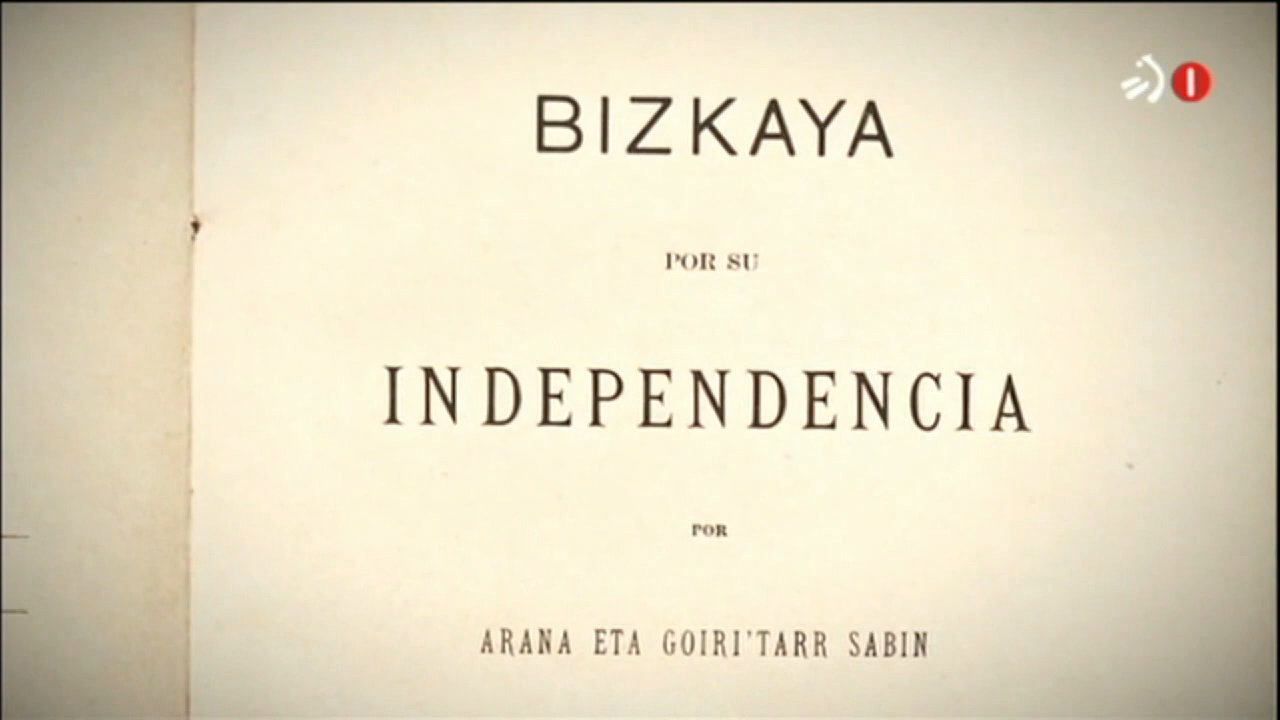 BIZKAYA
POR SU
INDEPENDENCIA
POR
ARANA ETA GOIRI'TARR SABIN